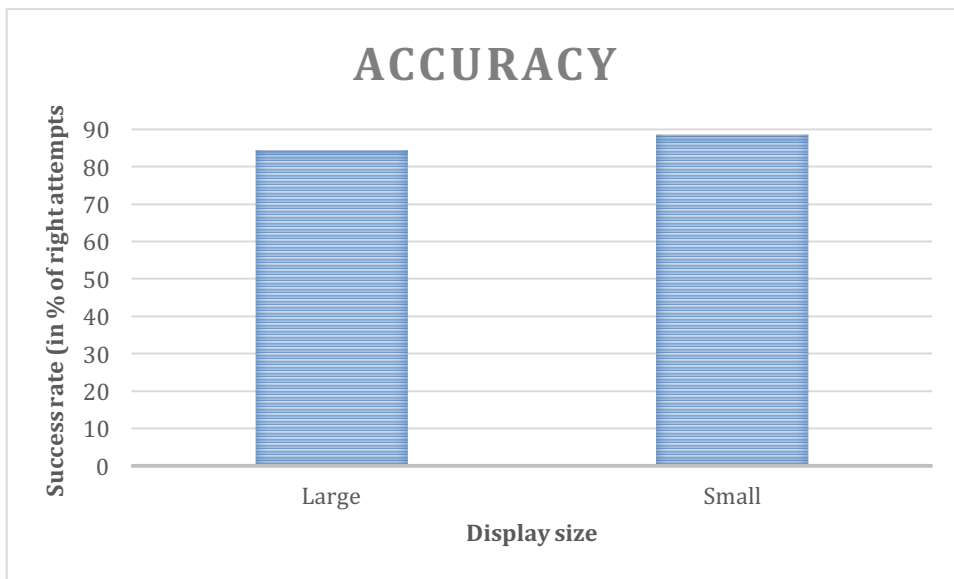 ACCURACY
Success rate (in % of right attempts
90
80
70
60
50
40
30
20
10
0
Large Small
Display size